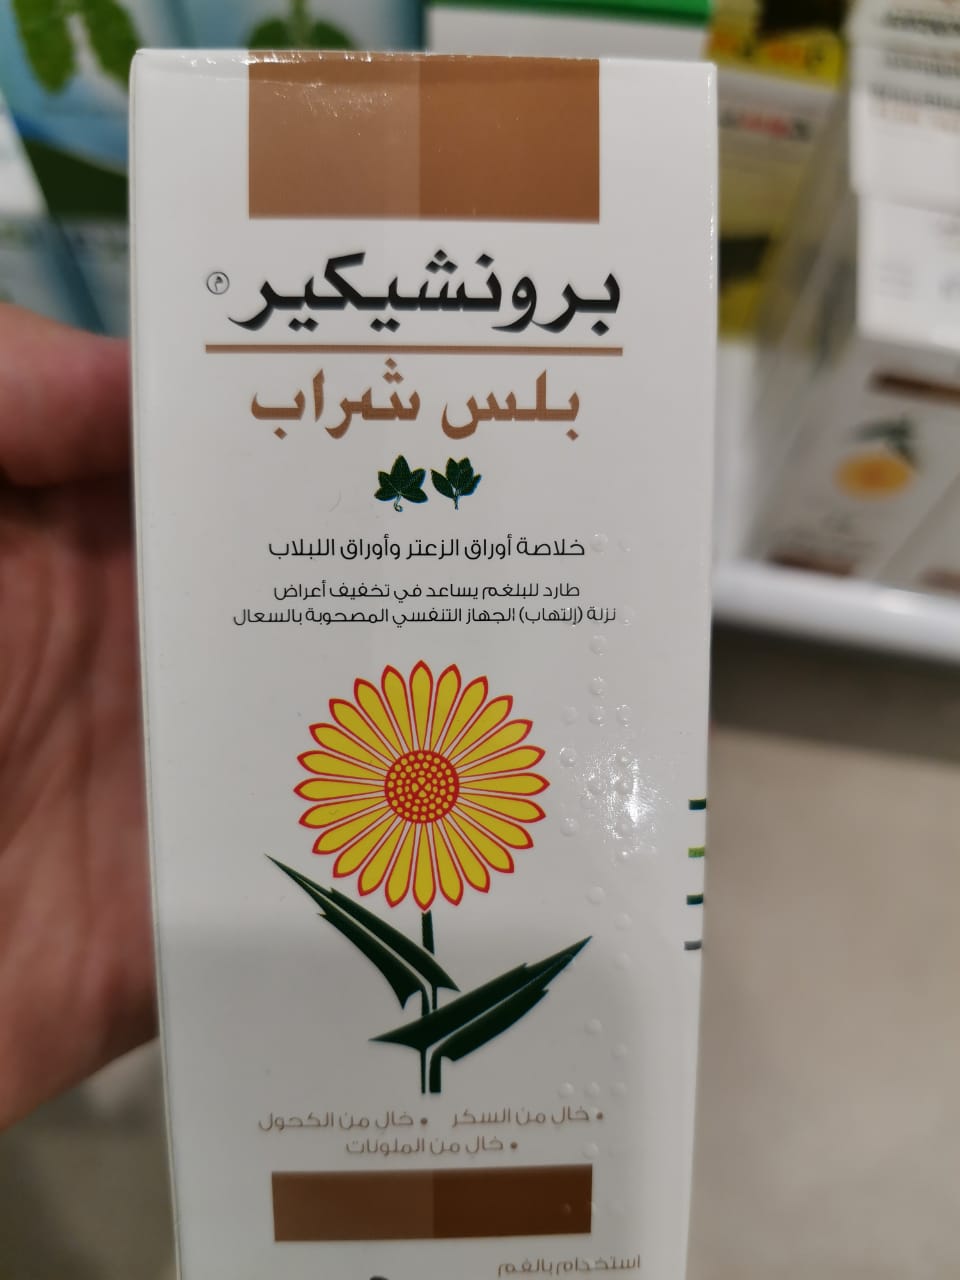 برونشيكير
م
بلس شراب
خلاصة أوراق الزعتر وأوراق اللبلاب
طارد للبلغم يساعد في تخفيف أعراض
نزلة (إلتهاب) الجهاز التنفسي المصحوبة بالسعال
• خال من السكر • خال من الكحول
• خال من الملونات
استخدام بالفم